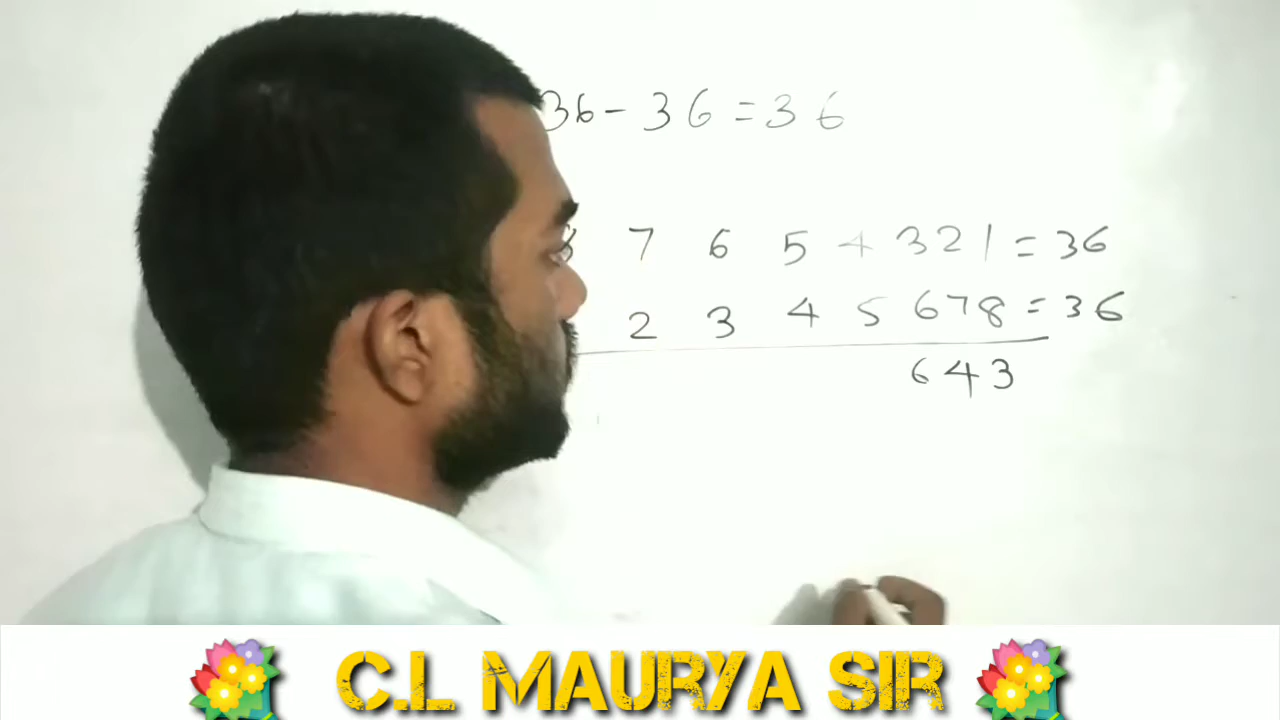 36 - 36 = 36
7 6 5 4 3 2 1 = 36
2 3 4 5 6 7 8 = 36
6 4 3
C.L MAURYA SIR